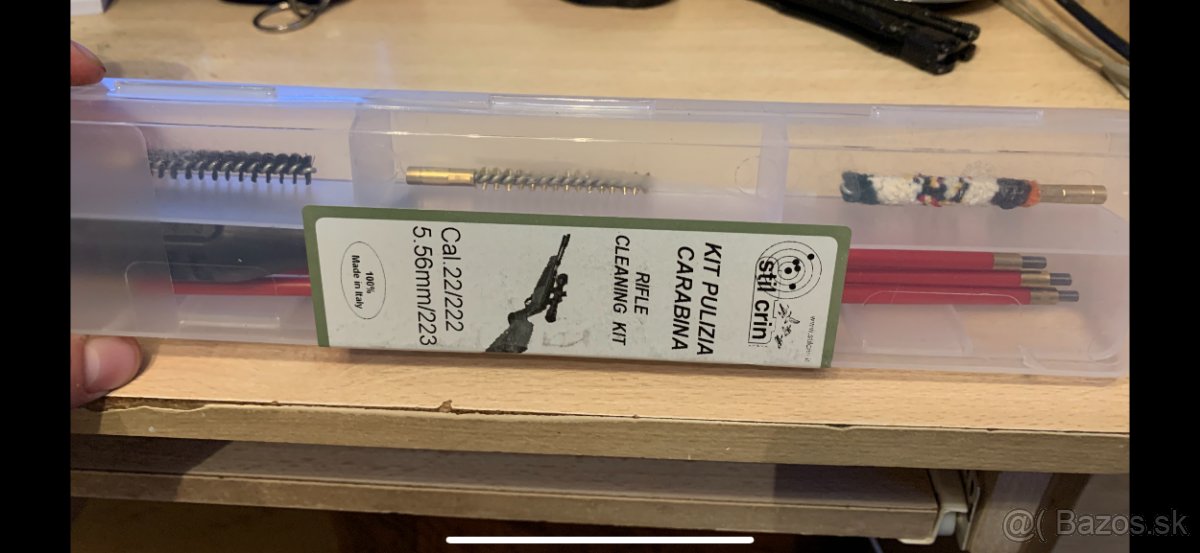 stil crin
KIT PULIZIA
CARABINA
RIFLE
CLEANING KIT
Cal.22/222
5.56mm/223
100%
Made in Italy
@( Bazos.sk